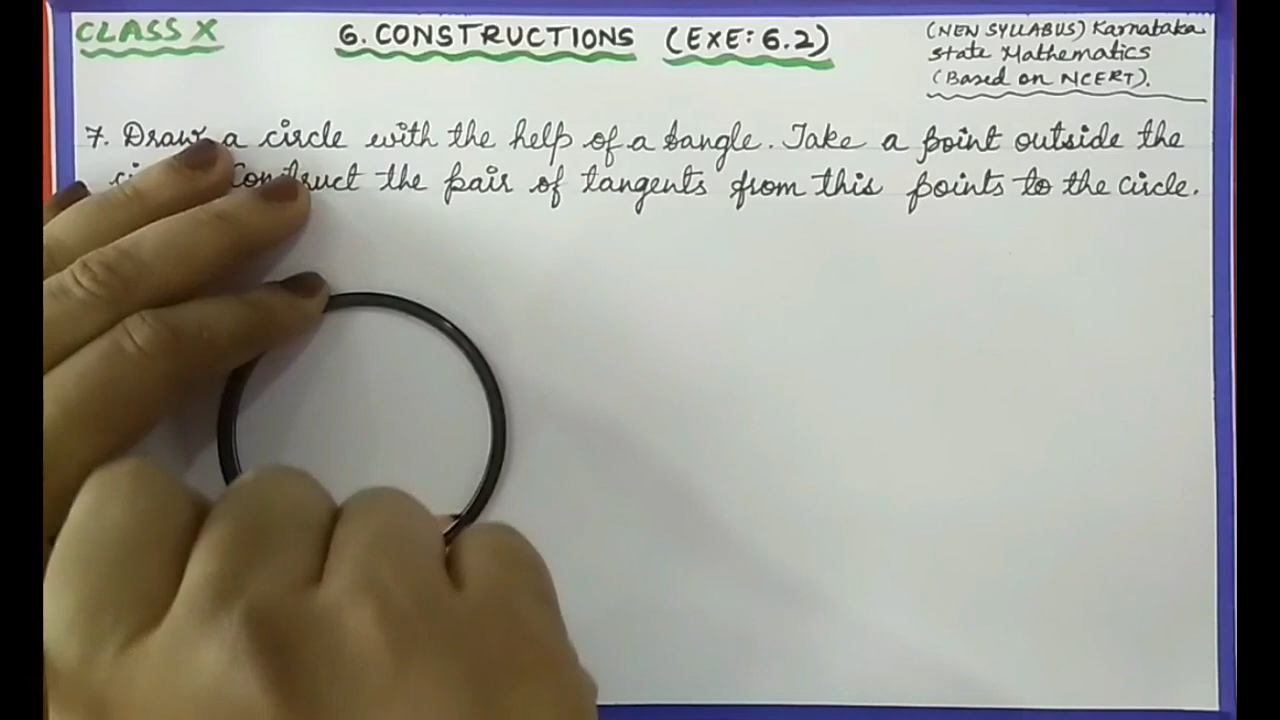 CLASS X
6. CONSTRUCTIONS (EXE: 6.2)
(NEW SYLLABUS) Karnataka
State Mathematics
(Based on NCERT).
7. Draw a circle with the help of a bangle. Take a point outside the
Construct the pair of tangents from this points to the circle.